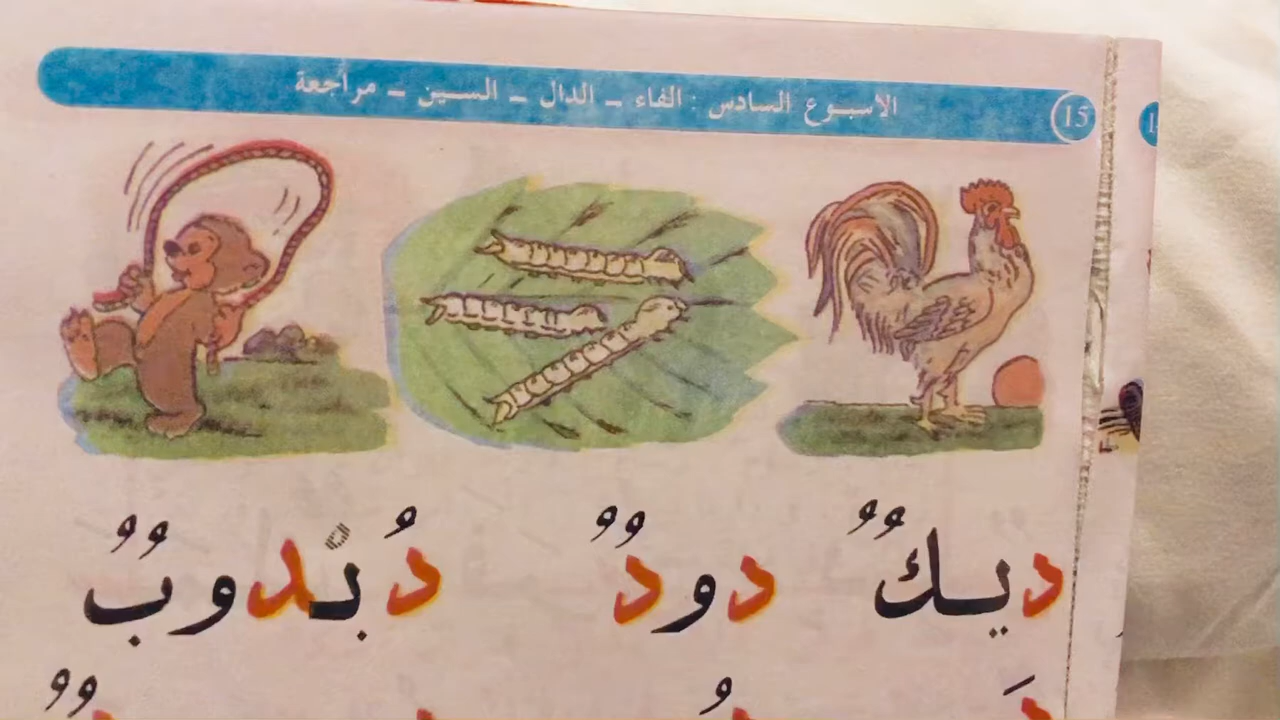 15 الأسبوع السادس : الفاء - الدال - السين - مراجعة
دِيكٌ دُودٌ دُبْدُوبٌ